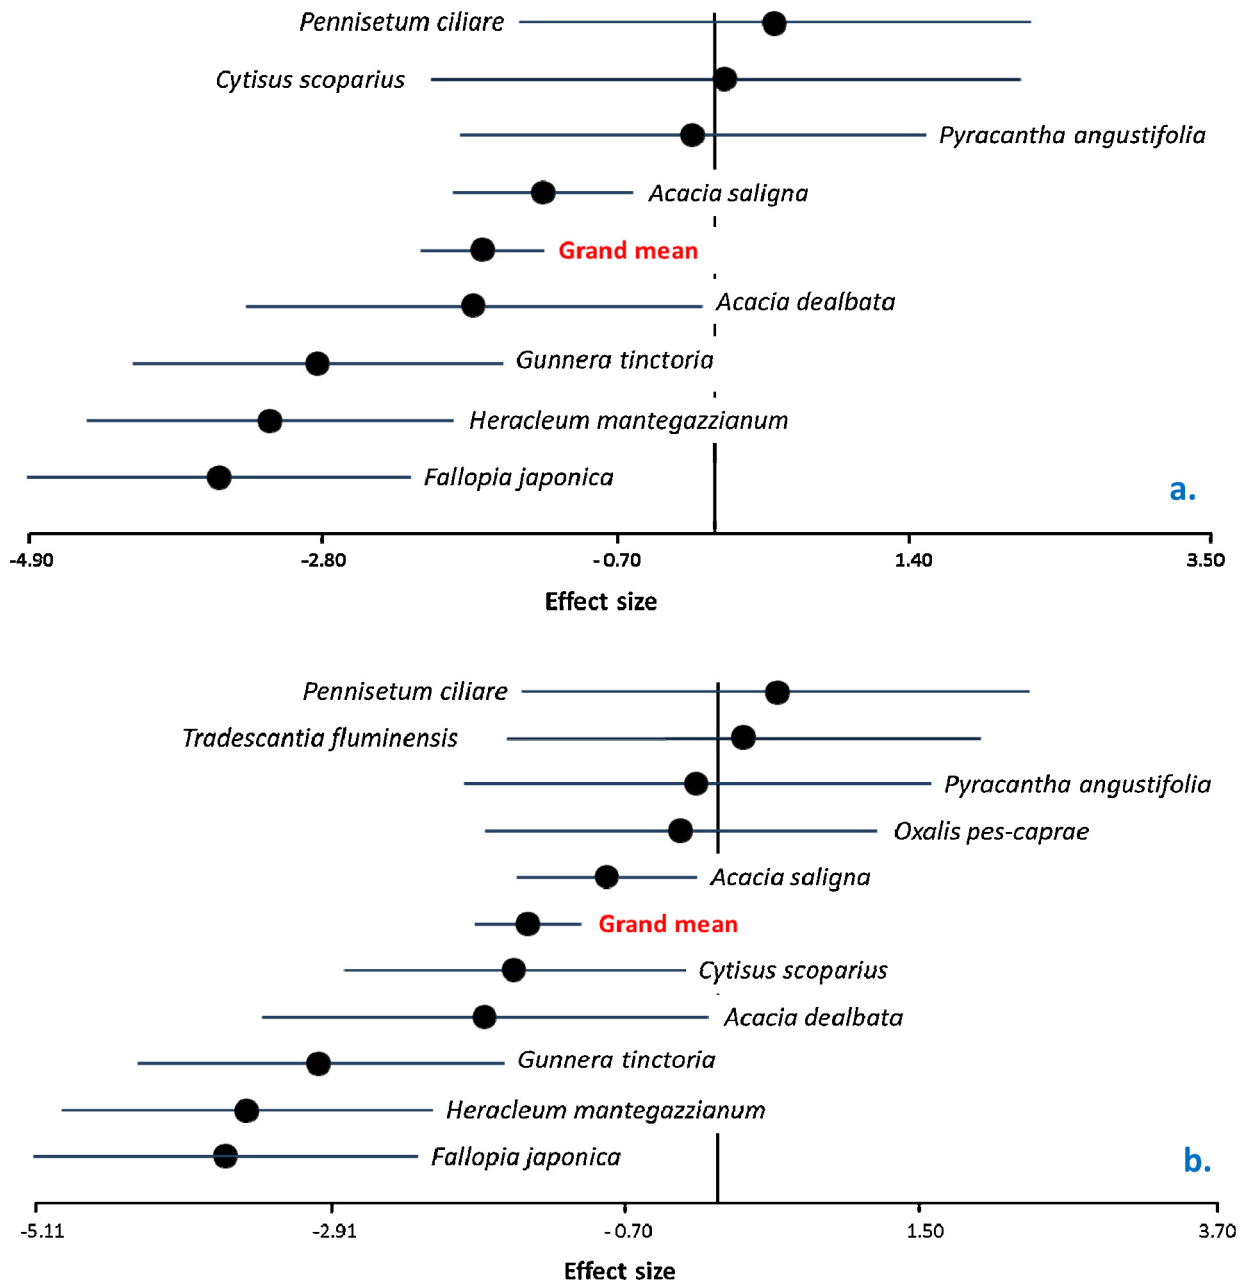 Pennisetum ciliare
Cytisus scoparius
Pyracantha angustifolia
Acacia saligna
Grand mean
Acacia dealbata
Gunnera tinctoria
Heracleum mantegazzianum
Fallopia japonica
a.
-4.90 -2.80 -0.70 1.40 3.50
Effect size
Pennisetum ciliare
Tradescantia fluminensis
Pyracantha angustifolia
Oxalis pes-caprae
Acacia saligna
Grand mean
Cytisus scoparius
Acacia dealbata
Gunnera tinctoria
Heracleum mantegazzianum
Fallopia japonica
b.
-5.11 -2.91 -0.70 1.50 3.70
Effect size